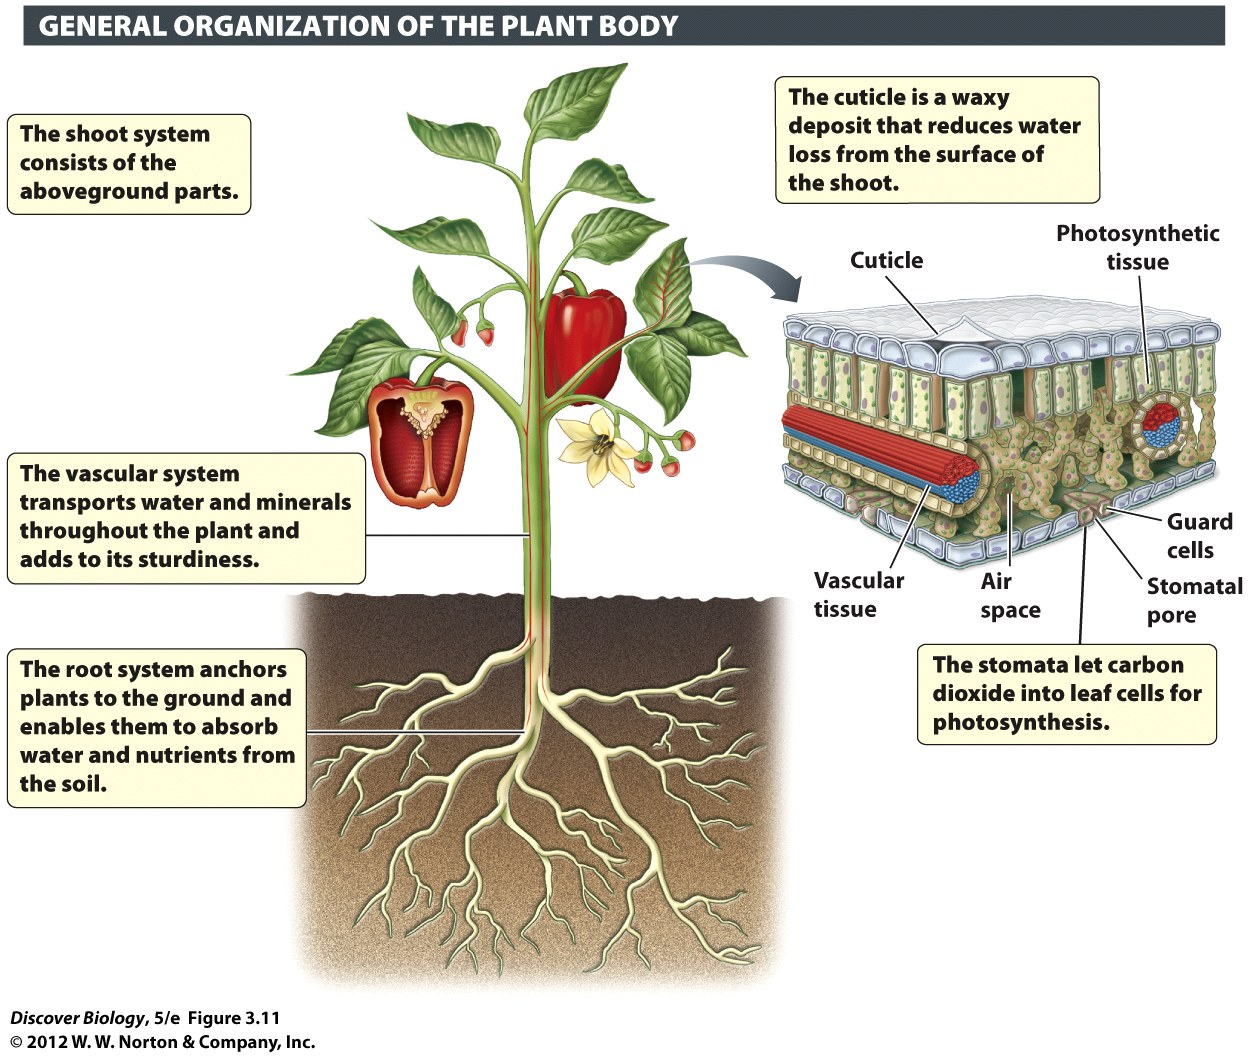 GENERAL ORGANIZATION OF THE PLANT BODY
The shoot system
consists of the
aboveground parts.
The cuticle is a waxy
deposit that reduces water
loss from the surface of
the shoot.
Photosynthetic
tissue
Cuticle
The vascular system
transports water and minerals
throughout the plant and
adds to its sturdiness.
Guard
cells
Vascular
tissue
Air
space
Stomatal
pore
The root system anchors
plants to the ground and
enables them to absorb
water and nutrients from
the soil.
The stomata let carbon
dioxide into leaf cells for
photosynthesis.
Discover Biology, 5/e Figure 3.11
© 2012 W. W. Norton & Company, Inc.